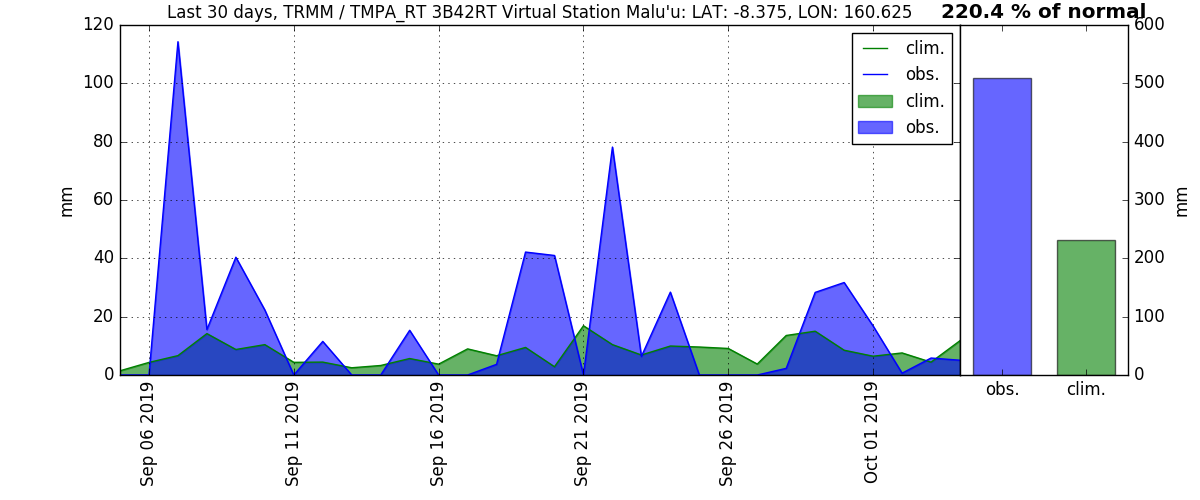 Last 30 days, TRMM / TMPA_RT 3B42RT Virtual Station Malu'u: LAT: -8.375, LON: 160.625
220.4 % of normal
120
100
80
60
40
20
0
mm
clim.
obs.
clim.
obs.
Sep 06 2019
Sep 11 2019
Sep 16 2019
Sep 21 2019
Sep 26 2019
Oct 01 2019
600
500
400
300
200
100
0
mm
obs.
clim.